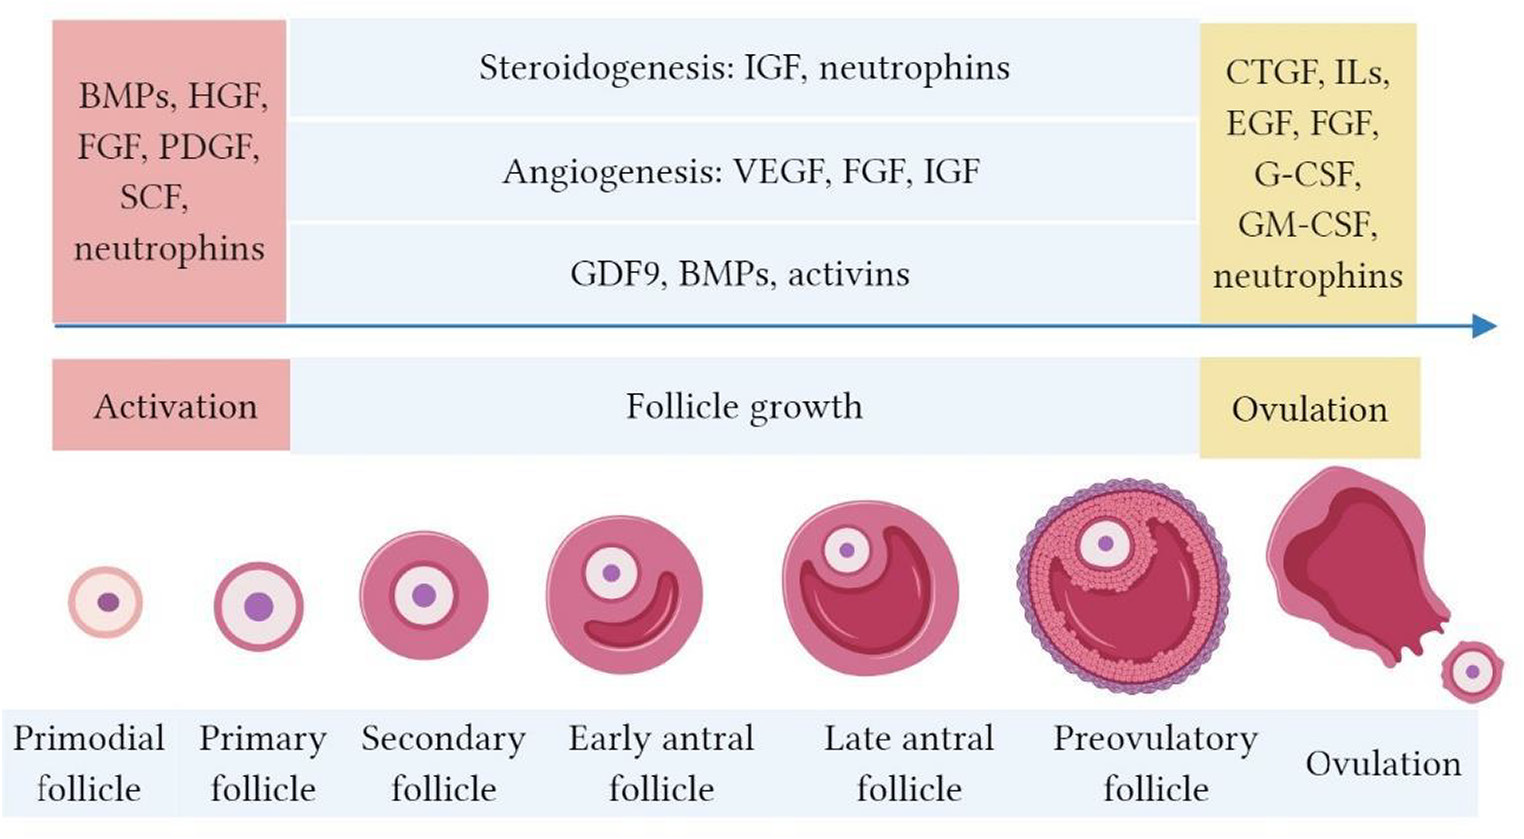 BMPs, HGF,
FGF, PDGF,
SCF,
neutrophins
Steroidogenesis: IGF, neutrophins
Angiogenesis: VEGF, FGF, IGF
GDF9, BMPs, activins
CTGF, ILs,
EGF, FGF,
G-CSF,
GM-CSF,
neutrophins
Activation
Follicle growth
Ovulation
Primodial
follicle
Primary
follicle
Secondary
follicle
Early antral
follicle
Late antral
follicle
Preovulatory
follicle
Ovulation